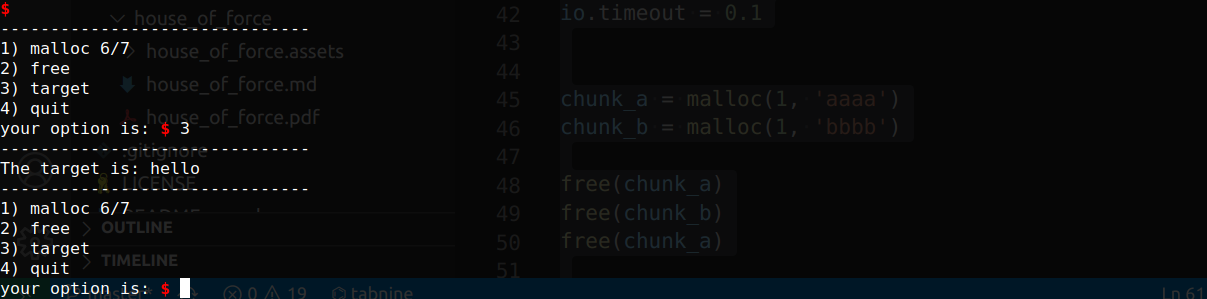 $
-------------------------------
1) malloc 6/7
2) free
3) target
4) quit
your option is: $ 3
-------------------------------
The target is: hello
-------------------------------
1) malloc 6/7
2) free
3) target
4) quit
your option is: $
house_of_force
house_of_force.assets
house_of_force.md
house_of_force.pdf
.gitignore
LICENSE
OUTLINE
TIMELINE
master*
0 19
tabnine
42 io.timeout = 0.1
43
44
45 chunk_a = malloc(1, 'aaaa')
46 chunk_b = malloc(1, 'bbbb')
47
48 free(chunk_a)
49 free(chunk_b)
50 free(chunk_a)
51
Ln 61